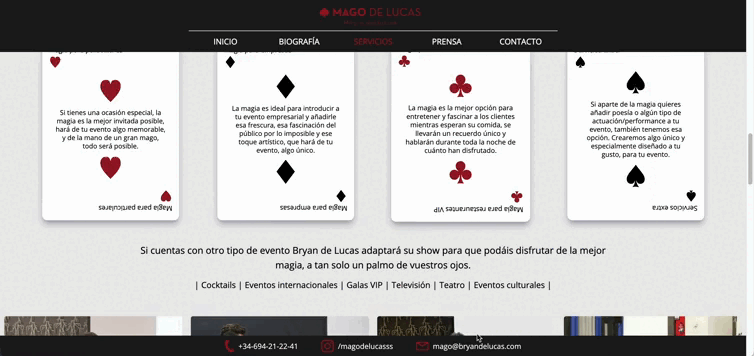 MAGO DE LUCAS
INICIO
BIOGRAFÍA
SERVICIOS
PRENSA
CONTACTO
Si tienes una ocasión especial, la
magia es la mejor invitada posible,
hará de tu evento algo memorable,
y de la mano de un gran mago,
todo será posible.
Magia para particulares
La magia es ideal para introducir a
tu evento empresarial y añadirle
esa frescura, esa fascinación del
público por lo imposible y ese
toque artístico, que hará de tu
evento, algo único.
Magia para empresas
La magia es la mejor opción para
entretener y fascinar a los clientes
mientras esperan su comida, se
llevarán un recuerdo único y
hablarán durante toda la noche de
cuánto han disfrutado.
Magia para restaurantes VIP
Si aparte de la magia quieres
añadir poesía o algún tipo de
actuación/performance a tu
evento, también tenemos esa
opción. Crearemos algo único y
especialmente diseñado a tu
gusto, para tu evento.
Servicios extra
Si cuentas con otro tipo de evento Bryan de Lucas adaptará su show para que podáis disfrutar de la mejor
magia, a tan solo un palmo de vuestros ojos.
| Cocktails | Eventos internacionales | Galas VIP | Televisión | Teatro | Eventos culturales |
+34-694-21-22-41
/magodelucasss
mago@bryandelucas.com